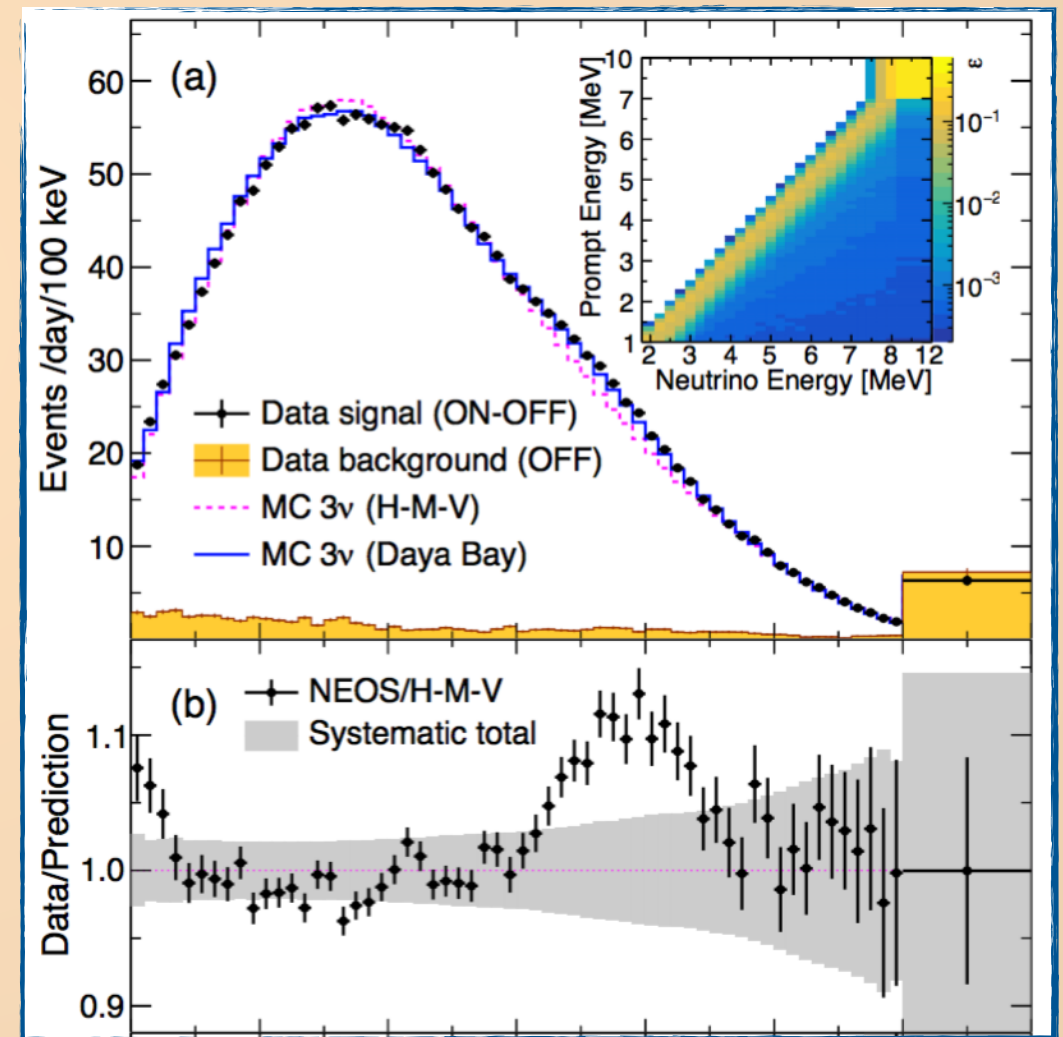 (a)
Events /day/100 keV
60
50
40
30
20
10
Data signal (ON-OFF)
Data background (OFF)
MC 3ν (H-M-V)
MC 3ν (Daya Bay)
Prompt Energy [MeV]
10
7
6
5
4
3
2
1
2 3 4 5 6 7 8 12
Neutrino Energy [MeV]
ε
10⁻¹
10⁻²
10⁻³
(b)
Data/Prediction
NEOS/H-M-V
Systematic total
1.1
1.0
0.9